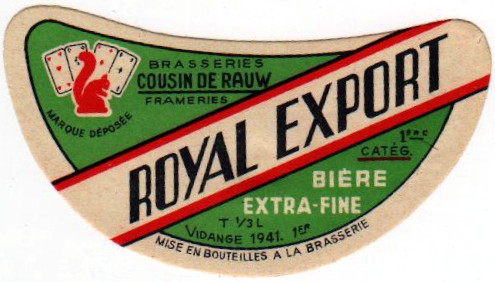 BRASSERIES
COUSIN DE RAUW
FRAMERIES
MARQUE DÉPOSÉE
ROYAL EXPORT
1ÈRE
CATÉG.
BIÈRE
EXTRA-FINE
T 1/3 L
VIDANGE 1941. 1ER
MISE EN BOUTEILLES A LA BRASSERIE